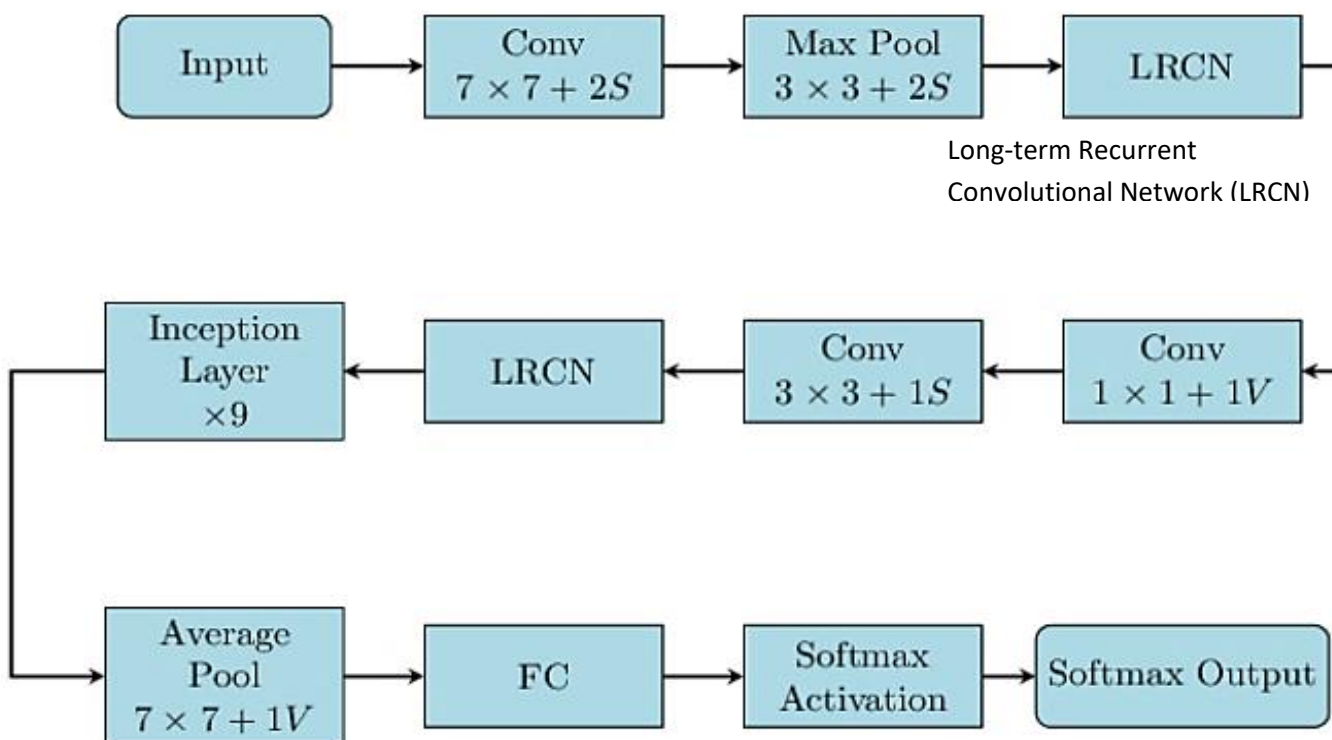 Input
Conv
7 × 7 + 2S
Max Pool
3 × 3 + 2S
LRCN
Long-term Recurrent
Convolutional Network (LRCN)
Conv
1 × 1 + 1V
Conv
3 × 3 + 1S
LRCN
Inception
Layer
×9
Average
Pool
7 × 7 + 1V
FC
Softmax
Activation
Softmax Output